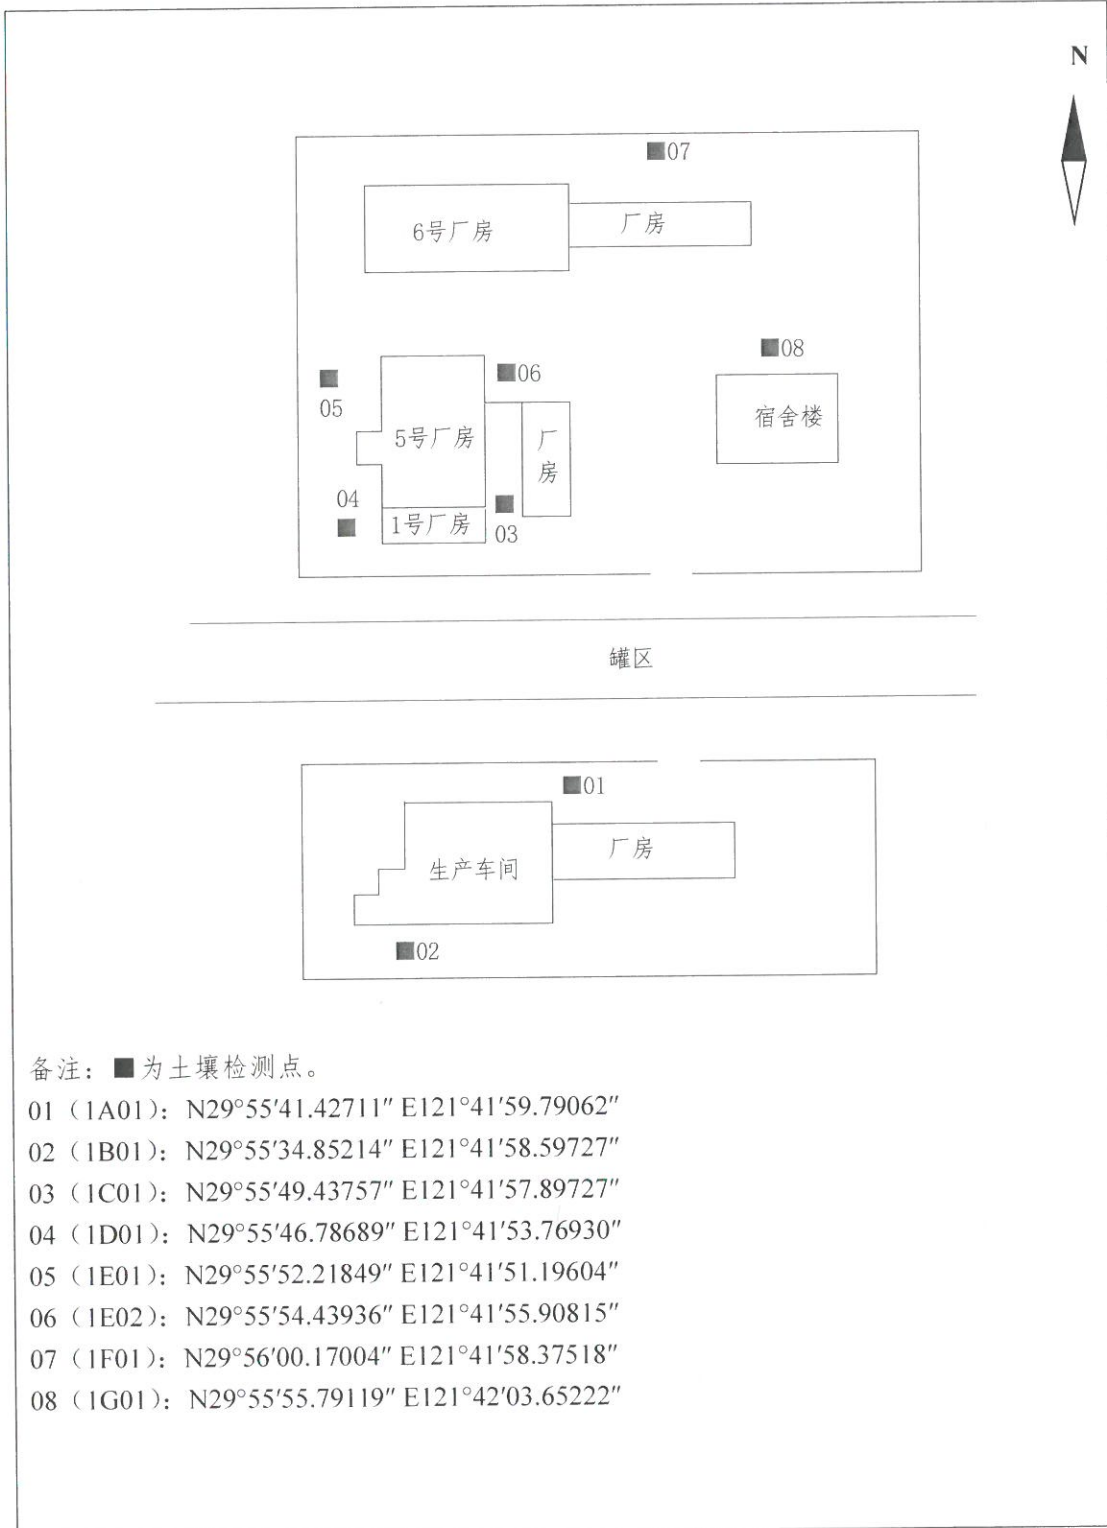 N
■07
6号厂房
厂房
■08
■06
05
宿舍楼
5号厂房
厂房
04
1号厂房
03
罐区
■01
厂房
生产车间
■02
备注：■为土壤检测点。
01（1A01）：N29°55′41.42711″ E121°41′59.79062″
02（1B01）：N29°55′34.85214″ E121°41′58.59727″
03（1C01）：N29°55′49.43757″ E121°41′57.89727″
04（1D01）：N29°55′46.78689″ E121°41′53.76930″
05（1E01）：N29°55′52.21849″ E121°41′51.19604″
06（1E02）：N29°55′54.43936″ E121°41′55.90815″
07（1F01）：N29°56′00.17004″ E121°41′58.37518″
08（1G01）：N29°55′55.79119″ E121°42′03.65222″